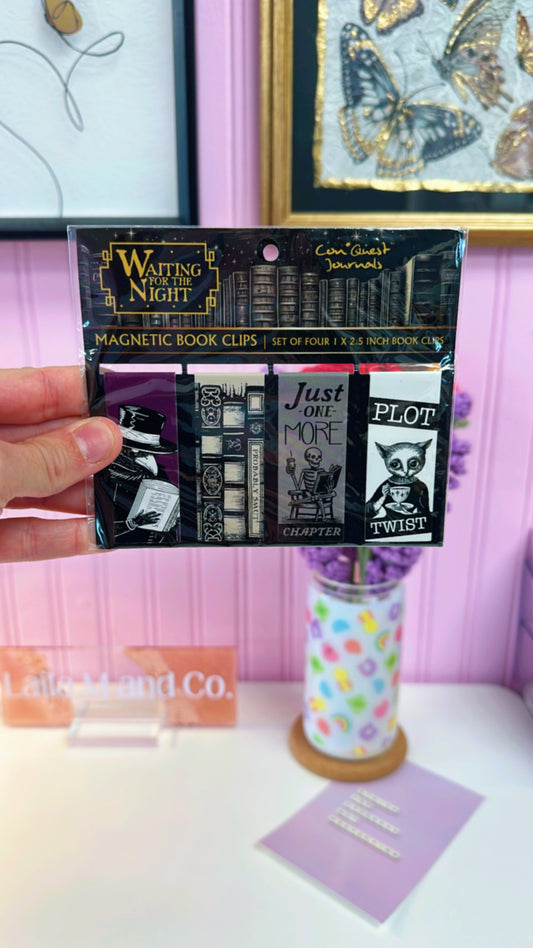 WAITING
FOR THE
NIGHT
Con*Quest
Journals
MAGNETIC BOOK CLIPS | SET OF FOUR 1 X 2.5 INCH BOOK CLIPS
PROBABLY SMUT
Just
-ONE-
MORE
CHAPTER
PLOT
TWIST
Laila M and Co.